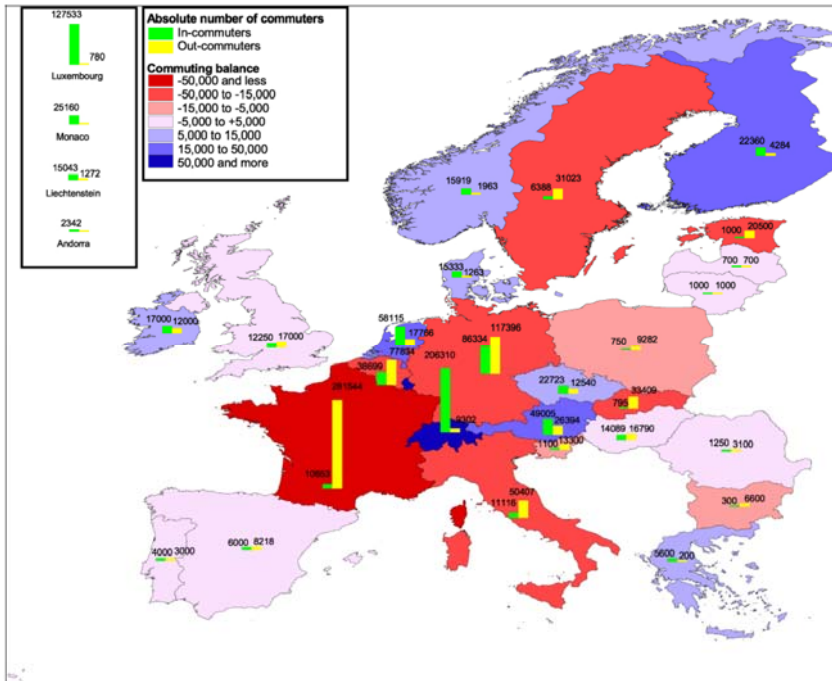 127533
780
Luxembourg
25160
Monaco
15043 1272
Liechtenstein
2342
Andorra
Absolute number of commuters
In-commuters
Out-commuters
Commuting balance
-50,000 and less
-50,000 to -15,000
-15,000 to -5,000
-5,000 to +5,000
5,000 to 15,000
15,000 to 50,000
50,000 and more
22360
4284
15919 1963
6388 31023
1000 20500
700 700
1000 1000
15333 1263
17000 12000
12250 17000
58115
17766
77834
38699
206310
9302
86334
117396
750 9282
22723 12540
795 33409
49005
26394
14089 16790
1100 13300
1250 3100
300 6600
5600 200
50407
11116
10853
4000 3000
6000 8218